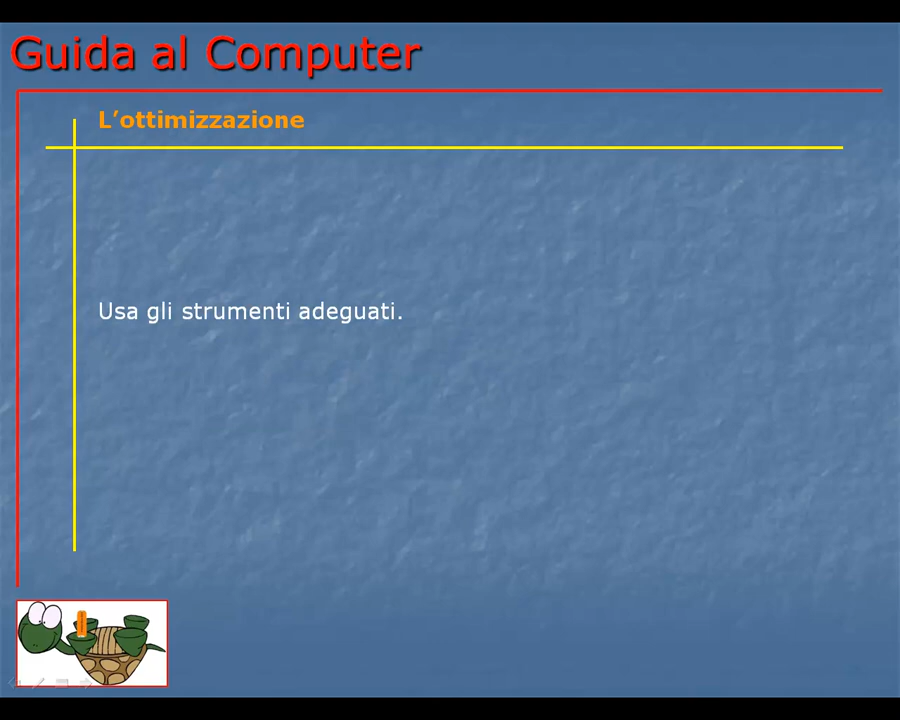 Guida al Computer
L’ottimizzazione
Usa gli strumenti adeguati.